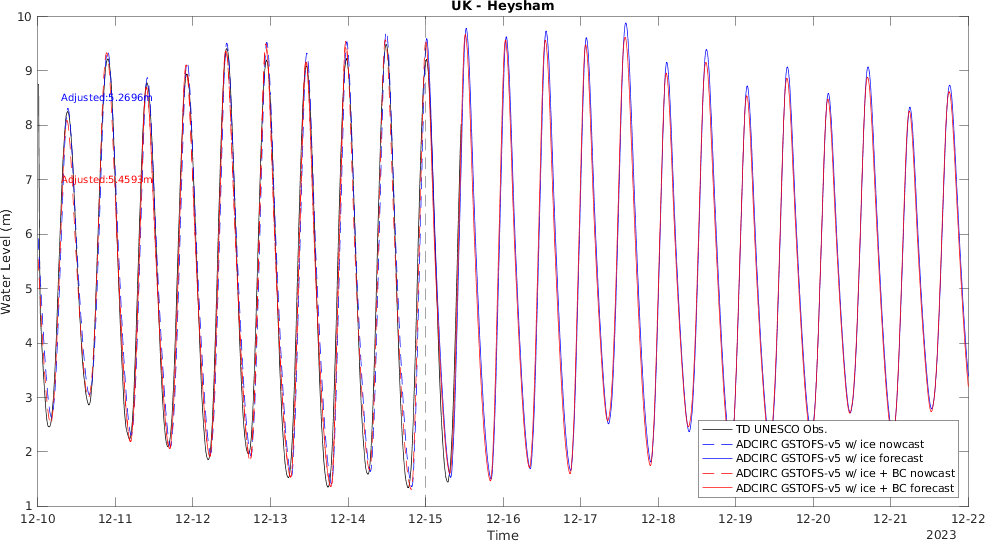 UK - Heysham
10
9
8
7
6
5
4
3
2
1
Water Level (m)
Adjusted:5.2696m
Adjusted:5.4593m
TD UNESCO Obs.
ADCIRC GSTOFS-v5 w/ ice nowcast
ADCIRC GSTOFS-v5 w/ ice forecast
ADCIRC GSTOFS-v5 w/ ice + BC nowcast
ADCIRC GSTOFS-v5 w/ ice + BC forecast
12-10 12-11 12-12 12-13 12-14 12-15 12-16 12-17 12-18 12-19 12-20 12-21 12-22
Time
2023